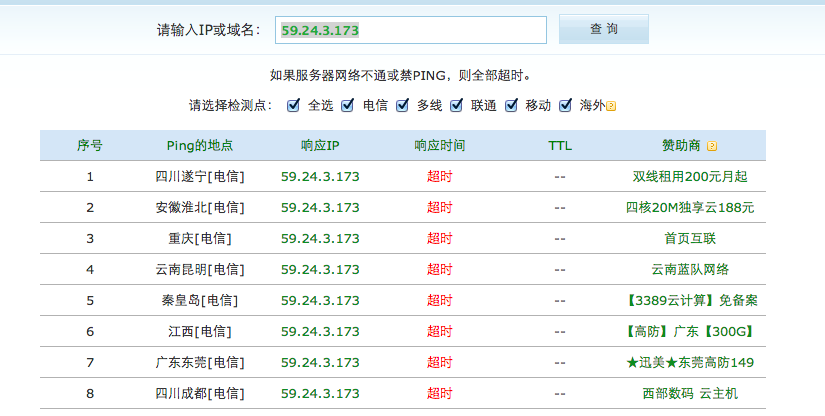 请输入IP或域名： 59.24.3.173 查 询
如果服务器网络不通或禁PING，则全部超时。
请选择检测点： 全选 电信 多线 联通 移动 海外
序号 Ping的地点 响应IP 响应时间 TTL 赞助商
1 四川遂宁[电信] 59.24.3.173 超时 -- 双线租用200元月起
2 安徽淮北[电信] 59.24.3.173 超时 -- 四核20M独享云188元
3 重庆[电信] 59.24.3.173 超时 -- 首页互联
4 云南昆明[电信] 59.24.3.173 超时 -- 云南蓝队网络
5 秦皇岛[电信] 59.24.3.173 超时 -- 【3389云计算】免备案
6 江西[电信] 59.24.3.173 超时 -- 【高防】广东【300G】
7 广东东莞[电信] 59.24.3.173 超时 -- ★迅美★东莞高防149
8 四川成都[电信] 59.24.3.173 超时 -- 西部数码 云主机